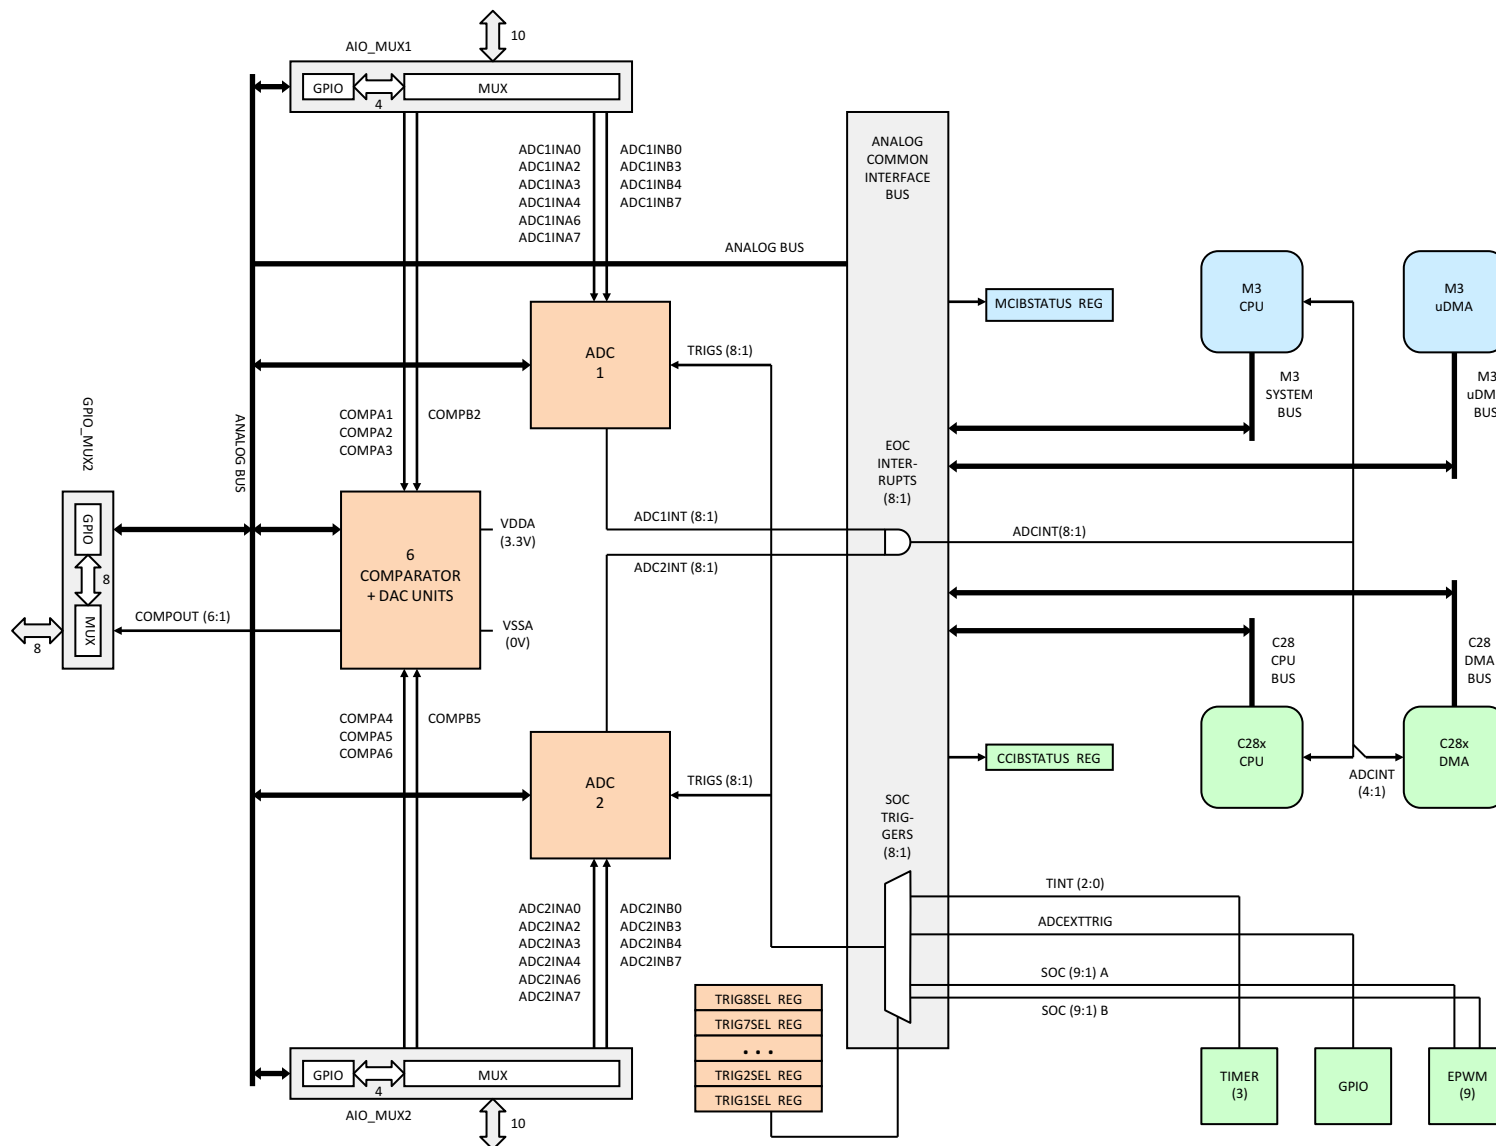 10
AIO_MUX1
GPIO
4
MUX
ADC1INA0
ADC1INA2
ADC1INA3
ADC1INA4
ADC1INA6
ADC1INA7
ADC1INB0
ADC1INB3
ADC1INB4
ADC1INB7
ANALOG
COMMON
INTERFACE
BUS
ANALOG BUS
MCIBSTATUS REG
M3
CPU
M3
uDMA
ADC
1
TRIGS (8:1)
M3
SYSTEM
BUS
M3
uDM
BUS
GPIO_MUX2
ANALOG BUS
COMPA1
COMPA2
COMPA3
COMPB2
EOC
INTER-
RUPTS
(8:1)
GPIO
8
MUX
8
COMPOUT (6:1)
6
COMPARATOR
+ DAC UNITS
VDDA
(3.3V)
VSSA
(0V)
ADC1INT (8:1)
ADC2INT (8:1)
ADCINT(8:1)
C28
CPU
BUS
C28
DMA
BUS
COMPA4
COMPA5
COMPA6
COMPB5
ADC
2
TRIGS (8:1)
CCIBSTATUS REG
C28x
CPU
C28x
DMA
ADCINT
(4:1)
SOC
TRIG-
GERS
(8:1)
TINT (2:0)
ADCEXTTRIG
SOC (9:1) A
SOC (9:1) B
ADC2INA0
ADC2INA2
ADC2INA3
ADC2INA4
ADC2INA6
ADC2INA7
ADC2INB0
ADC2INB3
ADC2INB4
ADC2INB7
TRIG8SEL REG
TRIG7SEL REG
. . .
TRIG2SEL REG
TRIG1SEL REG
GPIO
4
MUX
AIO_MUX2
10
TIMER
(3)
GPIO
EPWM
(9)